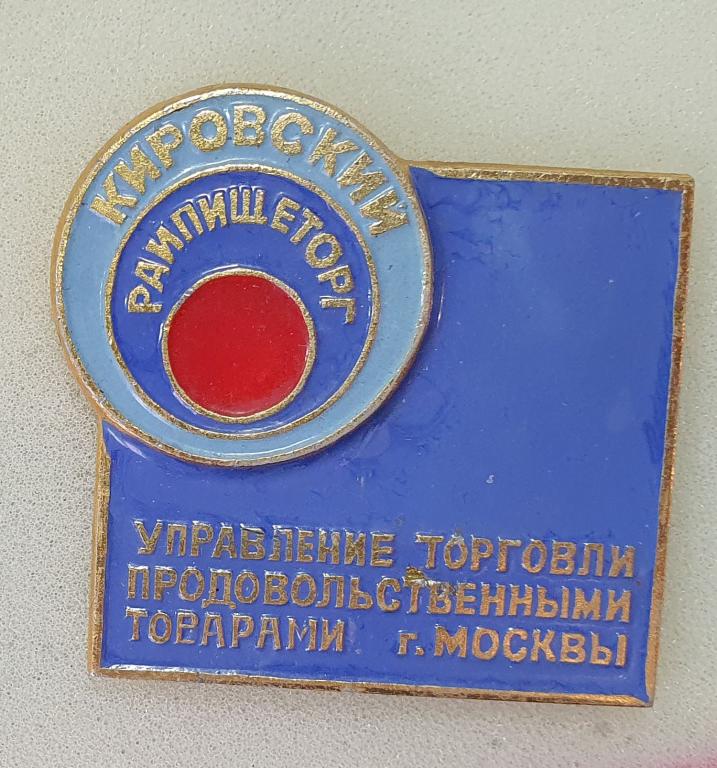 КИРОВСКИЙ
РАЙПИЩЕТОРГ
УПРАВЛЕНИЕ ТОРГОВЛИ
ПРОДОВОЛЬСТВЕННЫМИ
ТОВАРАМИ г. МОСКВЫ